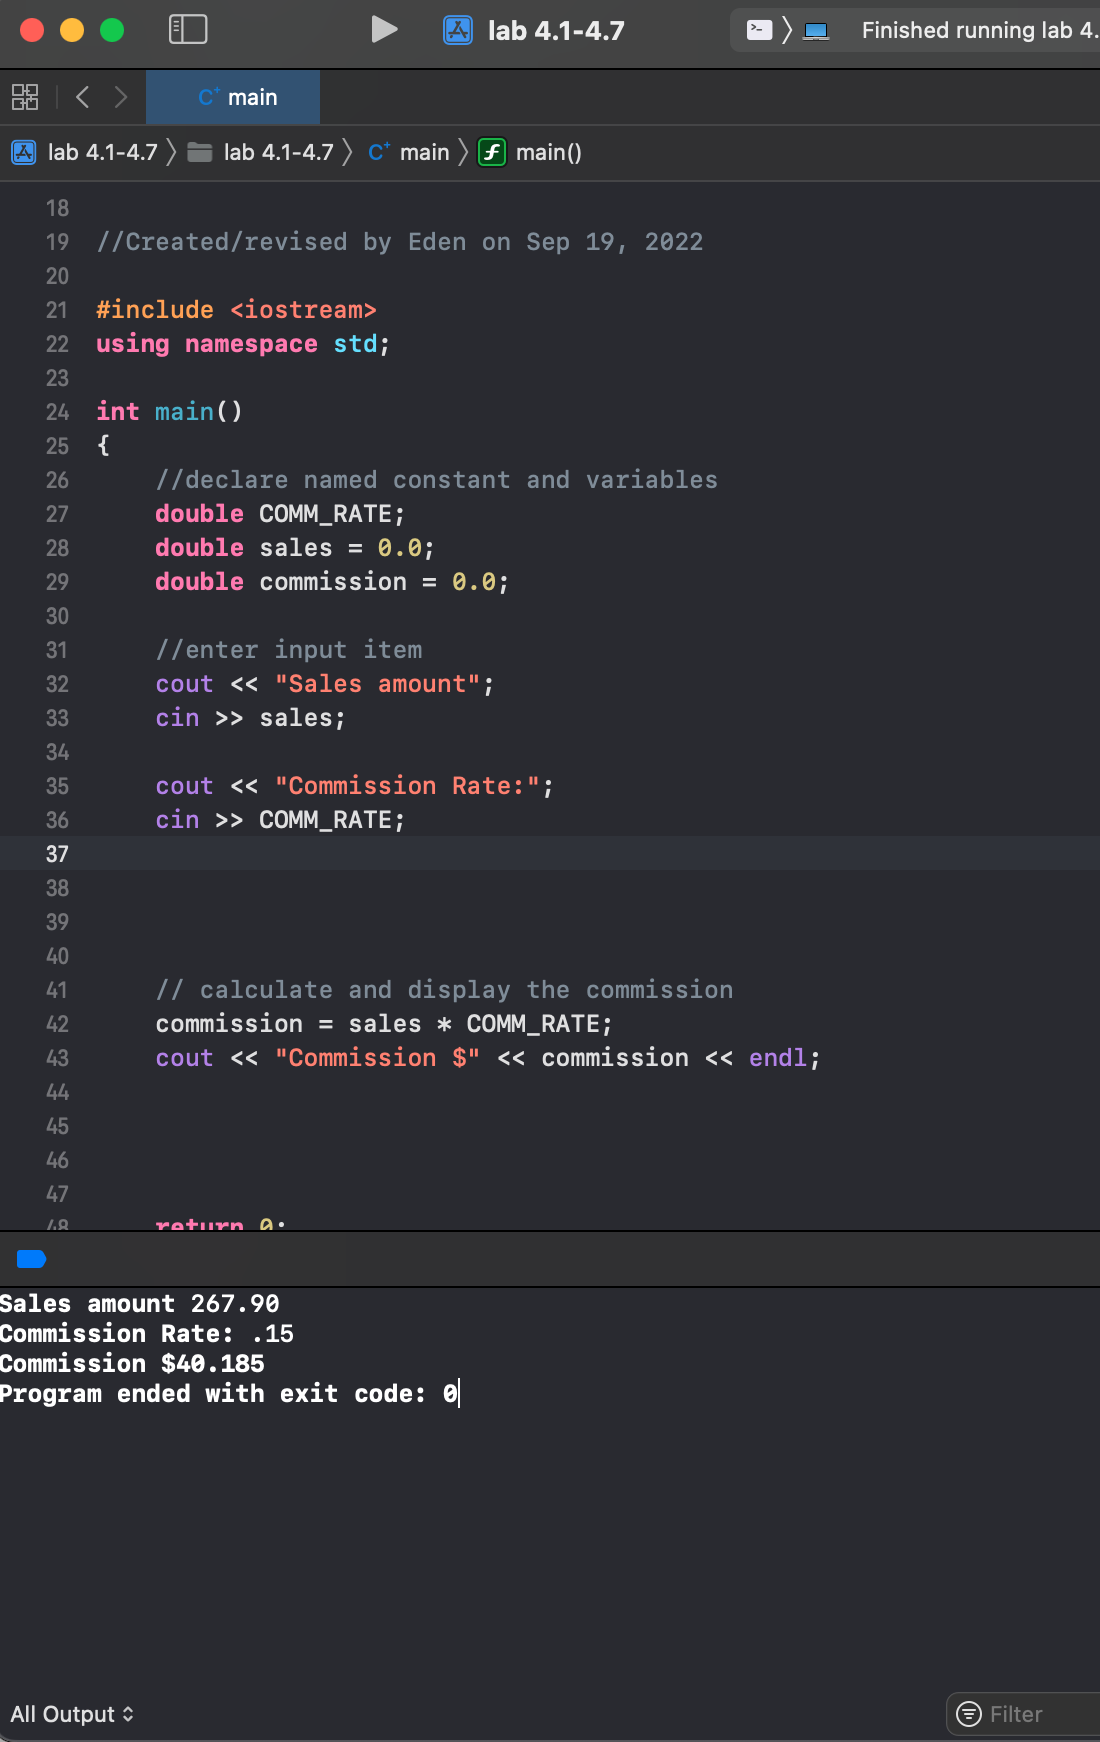 lab 4.1-4.7
Finished running lab 4.
C+ main
lab 4.1-4.7 〉 lab 4.1-4.7 〉 C+ main 〉 f main()
18
19 //Created/revised by Eden on Sep 19, 2022
20
21 #include <iostream>
22 using namespace std;
23
24 int main()
25 {
26     //declare named constant and variables
27     double COMM_RATE;
28     double sales = 0.0;
29     double commission = 0.0;
30
31     //enter input item
32     cout << "Sales amount";
33     cin >> sales;
34
35     cout << "Commission Rate:";
36     cin >> COMM_RATE;
37
38
39
40
41     // calculate and display the commission
42     commission = sales * COMM_RATE;
43     cout << "Commission $" << commission << endl;
44
45
46
47
48     return 0;
Sales amount 267.90
Commission Rate: .15
Commission $40.185
Program ended with exit code: 0
All Output
Filter